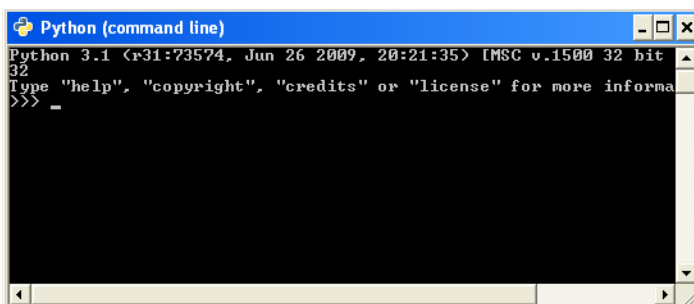 Python (command line)
Python 3.1 (r31:73574, Jun 26 2009, 20:21:35) [MSC v.1500 32 bit
32
Type "help", "copyright", "credits" or "license" for more informa
>>> _